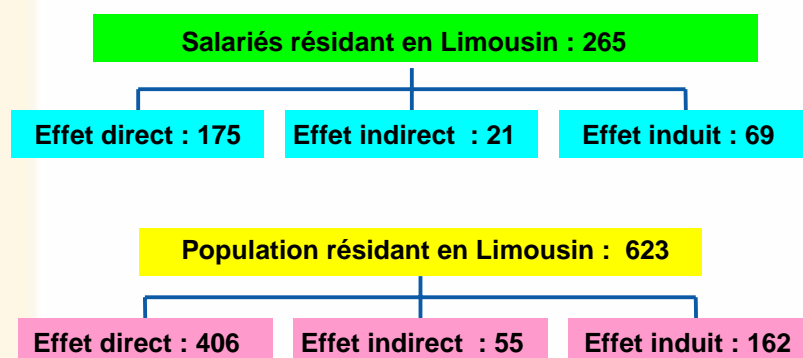 Salariés résidant en Limousin : 265
Effet direct : 175
Effet indirect : 21
Effet induit : 69
Population résidant en Limousin : 623
Effet direct : 406
Effet indirect : 55
Effet induit : 162